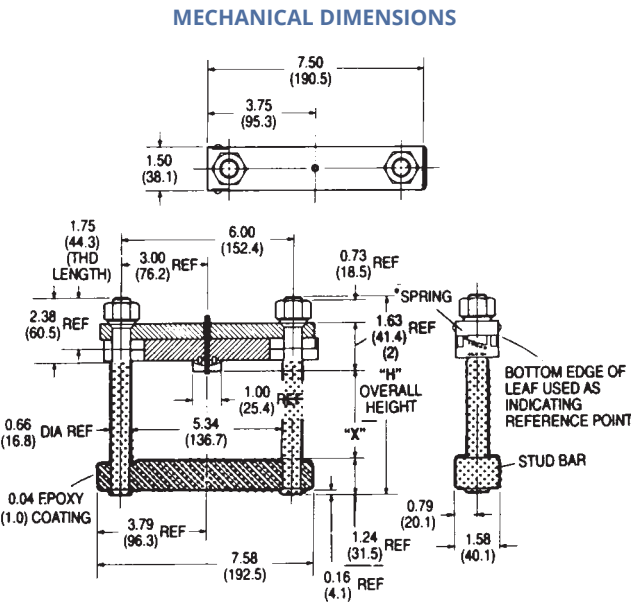 MECHANICAL DIMENSIONS
7.50
(190.5)
3.75
(95.3)
1.50
(38.1)
1.75
(44.3)
(THD
LENGTH)
6.00
(152.4)
3.00 REF
(76.2)
0.73 REF
(18.5)
2.38 REF
(60.5)
SPRING
1.63 REF
(41.4)
(2)
"H"
OVERALL
HEIGHT
BOTTOM EDGE OF
LEAF USED AS
INDICATING
REFERENCE POINT
1.00 REF
(25.4)
0.66 DIA REF
(16.8)
5.34
(136.7)
"X"
STUD BAR
0.04 EPOXY
(1.0) COATING
3.79 REF
(96.3)
7.58
(192.5)
1.24 REF
(31.5)
0.16 REF
(4.1)
0.79
(20.1)
1.58
(40.1)